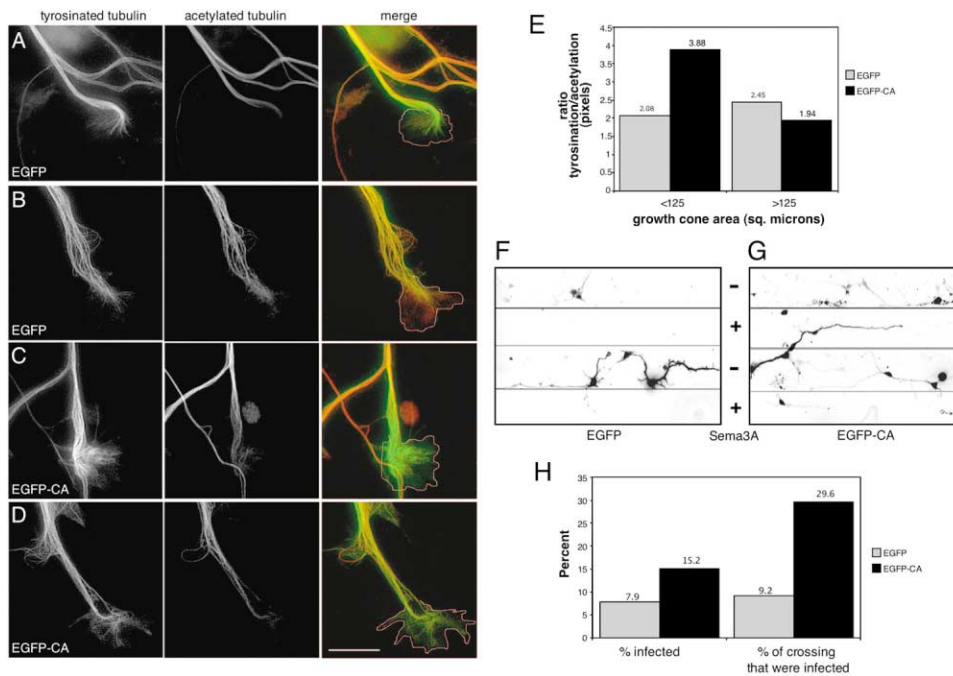 tyrosinated tubulin acetylated tubulin merge
A
EGFP
B
EGFP
C
EGFP-CA
D
EGFP-CA
E
ratio
tyrosination/acetylation
(pixels)
4.5
4
3.5
3
2.5
2
1.5
1
0.5
0
2.08
3.88
2.45
1.94
<125 >125
growth cone area (sq. microns)
EGFP
EGFP-CA
F G
-
+
-
+
EGFP Sema3A EGFP-CA
H
Percent
35
30
25
20
15
10
5
0
7.9
15.2
9.2
29.6
% infected % of crossing
that were infected
EGFP
EGFP-CA